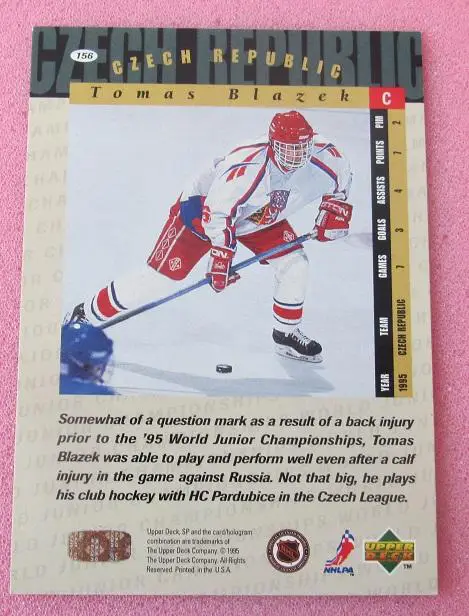 CZECH REPUBLIC
156 CZECH REPUBLIC
Tomas Blazek C
YEAR TEAM GAMES GOALS ASSISTS POINTS PIM
1995 CZECH REPUBLIC 7 3 4 7 2
Somewhat of a question mark as a result of a back injury
prior to the '95 World Junior Championships, Tomas
Blazek was able to play and perform well even after a calf
injury in the game against Russia. Not that big, he plays
his club hockey with HC Pardubice in the Czech League.
Upper Deck, SP and the card/hologram
combination are trademarks of
The Upper Deck Company. © 1995
The Upper Deck Company. All Rights
Reserved. Printed in the U.S.A.
NHLPA
UPPER
DECK
TM